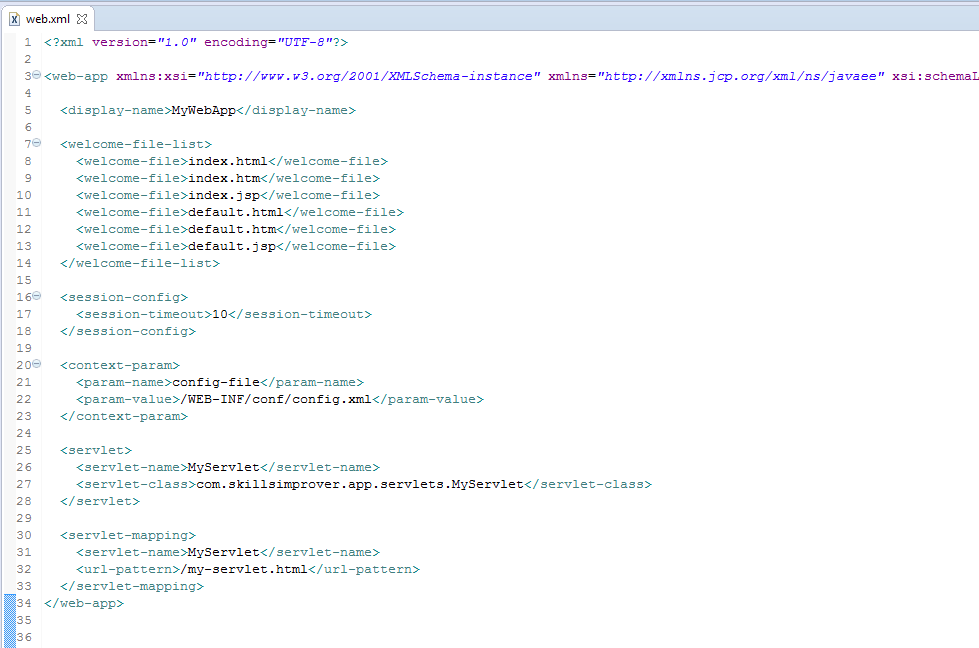 web.xml
1 <?xml version="1.0" encoding="UTF-8"?>
2
3 <web-app xmlns:xsi="http://www.w3.org/2001/XMLSchema-instance" xmlns="http://xmlns.jcp.org/xml/ns/javaee" xsi:schemaL
4
5   <display-name>MyWebApp</display-name>
6
7   <welcome-file-list>
8     <welcome-file>index.html</welcome-file>
9     <welcome-file>index.htm</welcome-file>
10     <welcome-file>index.jsp</welcome-file>
11     <welcome-file>default.html</welcome-file>
12     <welcome-file>default.htm</welcome-file>
13     <welcome-file>default.jsp</welcome-file>
14   </welcome-file-list>
15
16   <session-config>
17     <session-timeout>10</session-timeout>
18   </session-config>
19
20   <context-param>
21     <param-name>config-file</param-name>
22     <param-value>/WEB-INF/conf/config.xml</param-value>
23   </context-param>
24
25   <servlet>
26     <servlet-name>MyServlet</servlet-name>
27     <servlet-class>com.skillsimprover.app.servlets.MyServlet</servlet-class>
28   </servlet>
29
30   <servlet-mapping>
31     <servlet-name>MyServlet</servlet-name>
32     <url-pattern>/my-servlet.html</url-pattern>
33   </servlet-mapping>
34 </web-app>
35
36